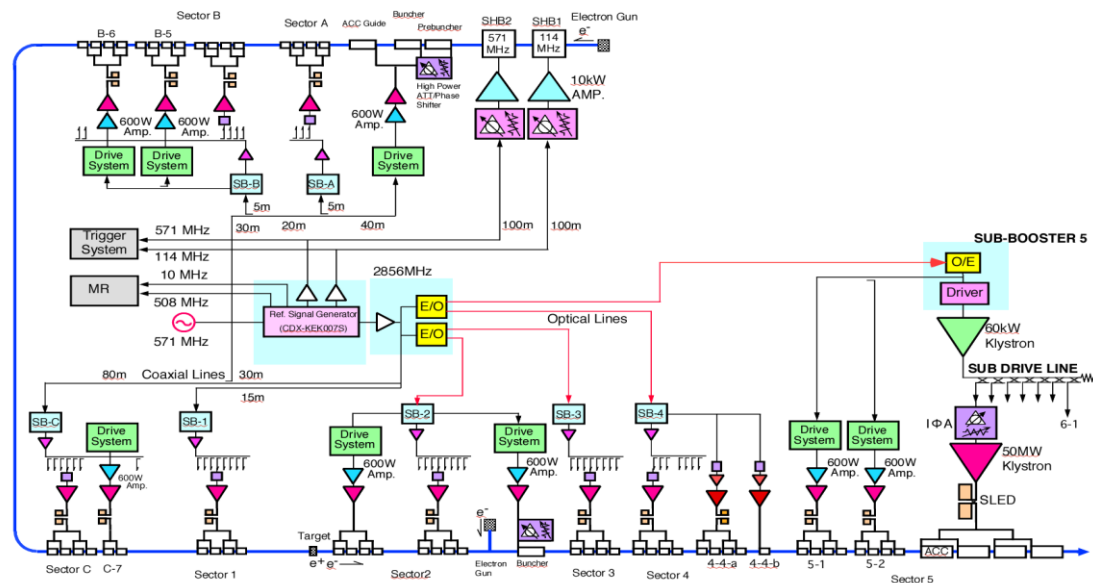 Sector B
Sector A
ACC Guide
Buncher
Prebuncher
SHB2
SHB1
Electron Gun
B-6
B-5
571
MHz
114
MHz
e-
High Power
ATT/Phase
Shifter
10kW
AMP.
600W
Amp.
600W
Amp.
600W
Amp.
Drive
System
Drive
System
Drive
System
SB-B
SB-A
5m
5m
30m
20m
40m
100m
100m
Trigger
System
571 MHz
114 MHz
10 MHz
MR
508 MHz
571 MHz
2856MHz
Ref. Signal Generator
(CDX-KEK007S)
E/O
E/O
Optical Lines
SUB-BOOSTER 5
O/E
Driver
60kW
Klystron
SUB DRIVE LINE
6-1
IΦA
50MW
Klystron
SLED
80m
Coaxial Lines
30m
15m
SB-C
Drive
System
SB-1
SB-2
SB-3
SB-4
Drive
System
Drive
System
Drive
System
Drive
System
600W
Amp.
600W
Amp.
600W
Amp.
600W
Amp.
600W
Amp.
Target
e-
ACC
Sector C
C-7
Sector 1
e+ e-
Sector2
Electron
Gun
Buncher
Sector 3
Sector 4
4-4-a
4-4-b
5-1
5-2
Sector 5